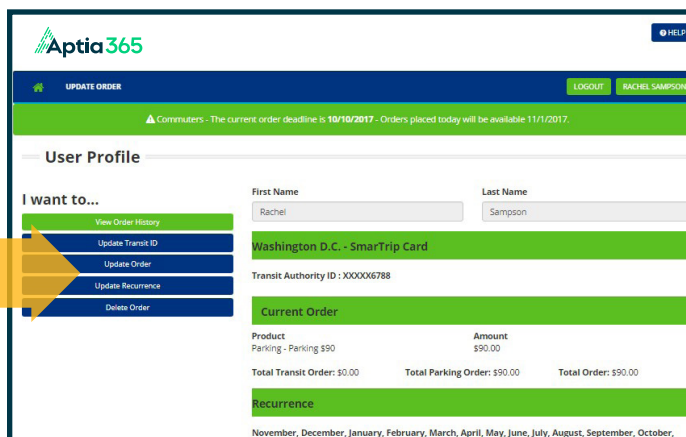 Aptia365
HELP
UPDATE ORDER
LOGOUT
RACHEL SAMPSON
Commuters - The current order deadline is 10/10/2017 - Orders placed today will be available 11/1/2017.
User Profile
I want to...
View Order History
Update Transit ID
Update Order
Update Recurrence
Delete Order
First Name Last Name
Rachel Sampson
Washington D.C. - SmarTrip Card
Transit Authority ID : XXXXX6788
Current Order
Product Amount
Parking - Parking $90 $90.00
Total Transit Order: $0.00 Total Parking Order: $90.00 Total Order: $90.00
Recurrence
November, December, January, February, March, April, May, June, July, August, September, October,